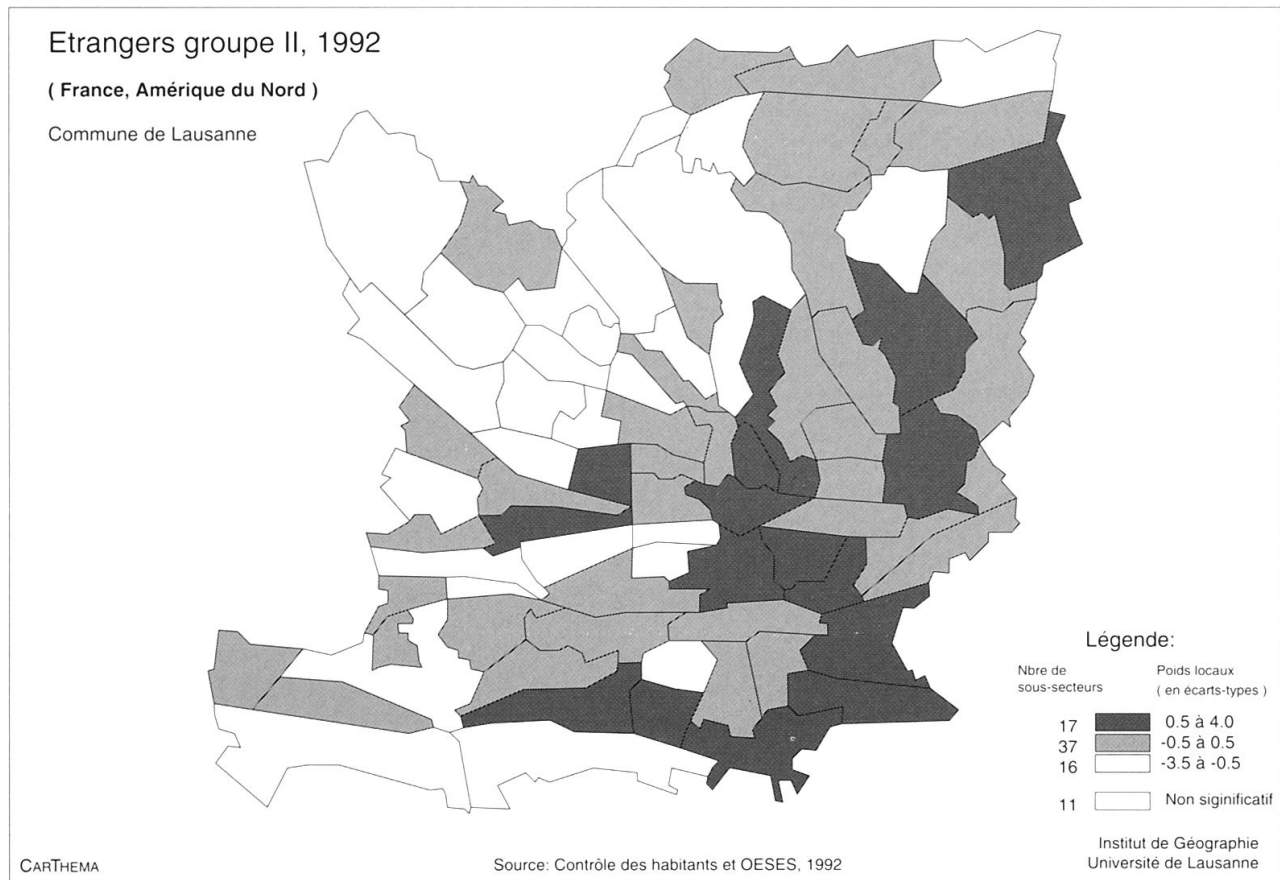 Etrangers groupe II, 1992
( France, Amérique du Nord )
Commune de Lausanne
Légende:
Nbre de sous-secteurs
Poids locaux ( en écarts-types )
17 0.5 à 4.0
37 -0.5 à 0.5
16 -3.5 à -0.5
11 Non siginificatif
CARTHEMA
Source: Contrôle des habitants et OESES, 1992
Institut de Géographie
Université de Lausanne